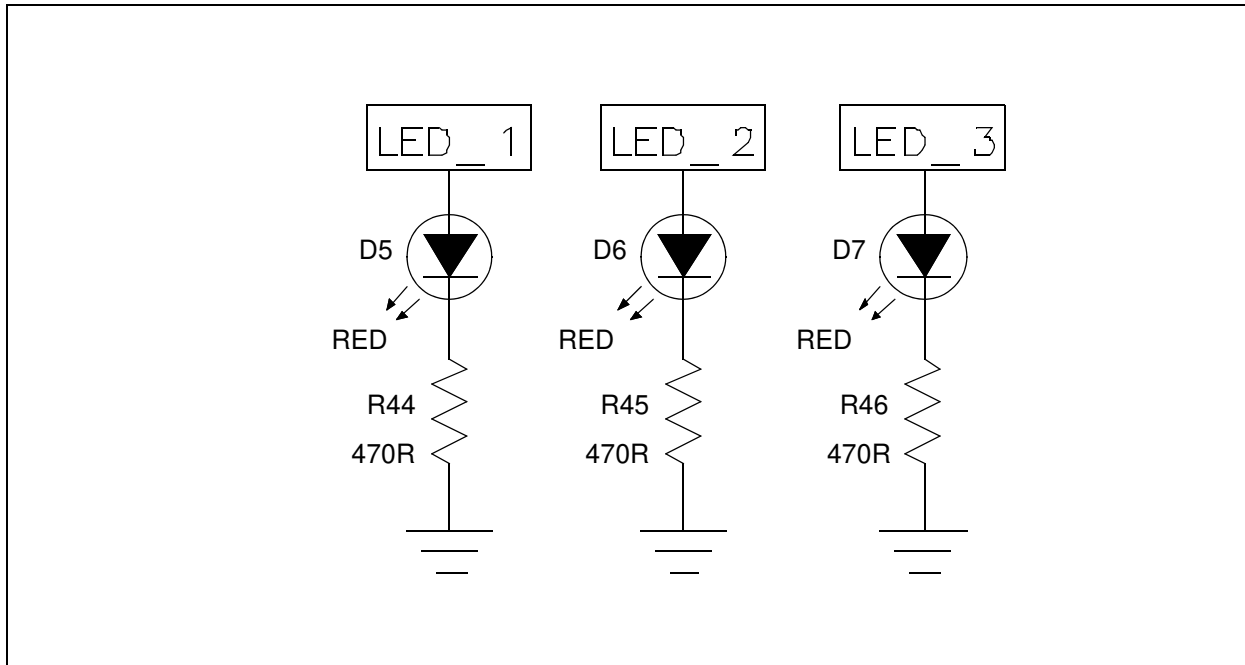 LED_1 LED_2 LED_3
D5 D6 D7
RED RED RED
R44 R45 R46
470R 470R 470R